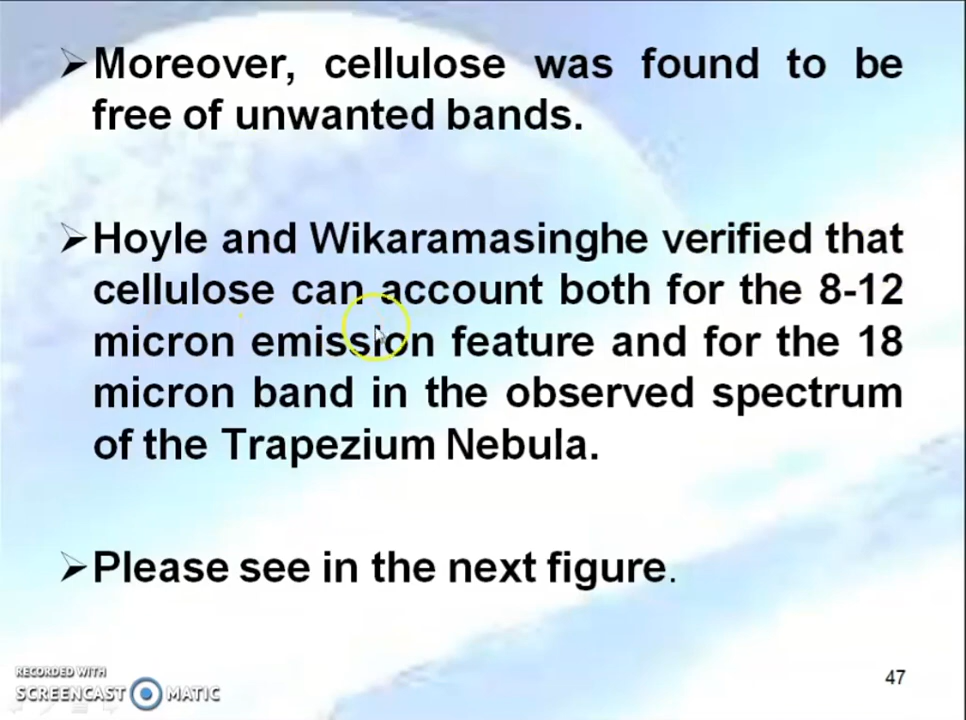 ➢Moreover, cellulose was found to be
free of unwanted bands.
➢Hoyle and Wikaramasinghe verified that
cellulose can account both for the 8-12
micron emission feature and for the 18
micron band in the observed spectrum
of the Trapezium Nebula.
➢Please see in the next figure.
RECORDED WITH
SCREENCAST MATIC
47